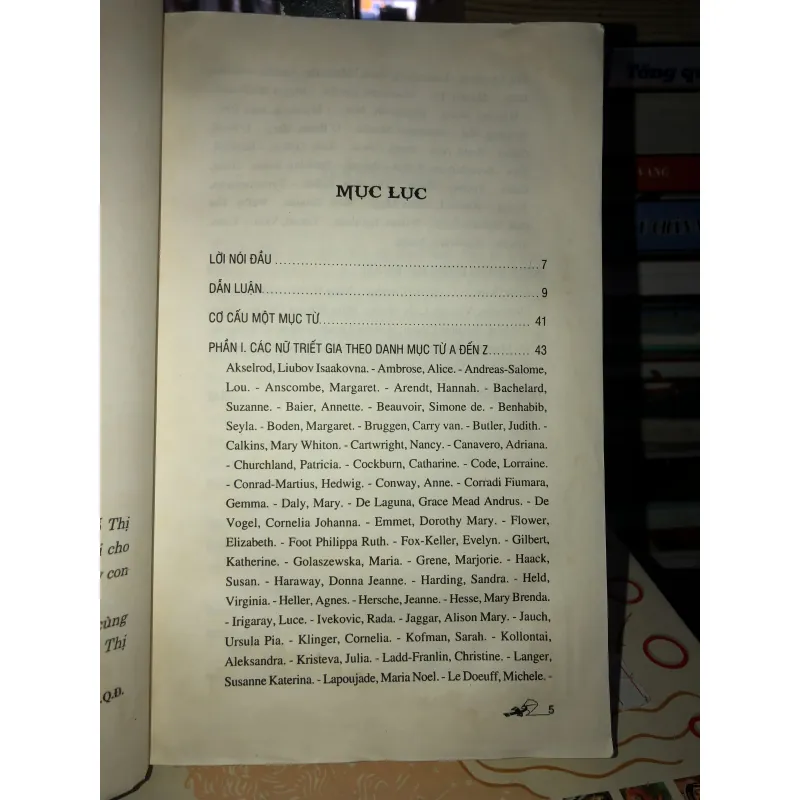 MỤC LỤC
LỜI NÓI ĐẦU ........ 7
DẪN LUẬN ........ 9
CƠ CẤU MỘT MỤC TỪ ........ 41
PHẦN I. CÁC NỮ TRIẾT GIA THEO DANH MỤC TỪ A ĐẾN Z ........ 43
Akselrod, Liubov Isaakovna. - Ambrose, Alice. - Andreas-Salome,
Lou. - Anscombe, Margaret. - Arendt, Hannah. - Bachelard,
Suzanne. - Baier, Annette. - Beauvoir, Simone de. - Benhabib,
Seyla. - Boden, Margaret. - Bruggen, Carry van. - Butler, Judith. -
Calkins, Mary Whiton. - Cartwright, Nancy. - Canavero, Adriana.
- Churchland, Patricia. - Cockburn, Catharine. - Code, Lorraine.
- Conrad-Martius, Hedwig. - Conway, Anne. - Corradi Fiumara,
Gemma. - Daly, Mary. - De Laguna, Grace Mead Andrus. - De
Vogel, Cornelia Johanna. - Emmet, Dorothy Mary. - Flower,
Elizabeth. - Foot Philippa Ruth. - Fox-Keller, Evelyn. - Gilbert,
Katherine. - Golaszewska, Maria. - Grene, Marjorie. - Haack,
Susan. - Haraway, Donna Jeanne. - Harding, Sandra. - Held,
Virginia. - Heller, Agnes. - Hersche, Jeanne. - Hesse, Mary Brenda.
- Irigaray, Luce. - Ivekovic, Rada. - Jaggar, Alison Mary. - Jauch,
Ursula Pia. - Klinger, Cornelia. - Kofman, Sarah. - Kollontai,
Aleksandra. - Kristeva, Julia. - Ladd-Franlin, Christine. - Langer,
Susanne Katerina. - Lapoujade, Maria Noel. - Le Doeuff, Michele. -
5
Thị
cho
con
cùng
Thị
.Q.Đ.
Tăng qu
VÀNG